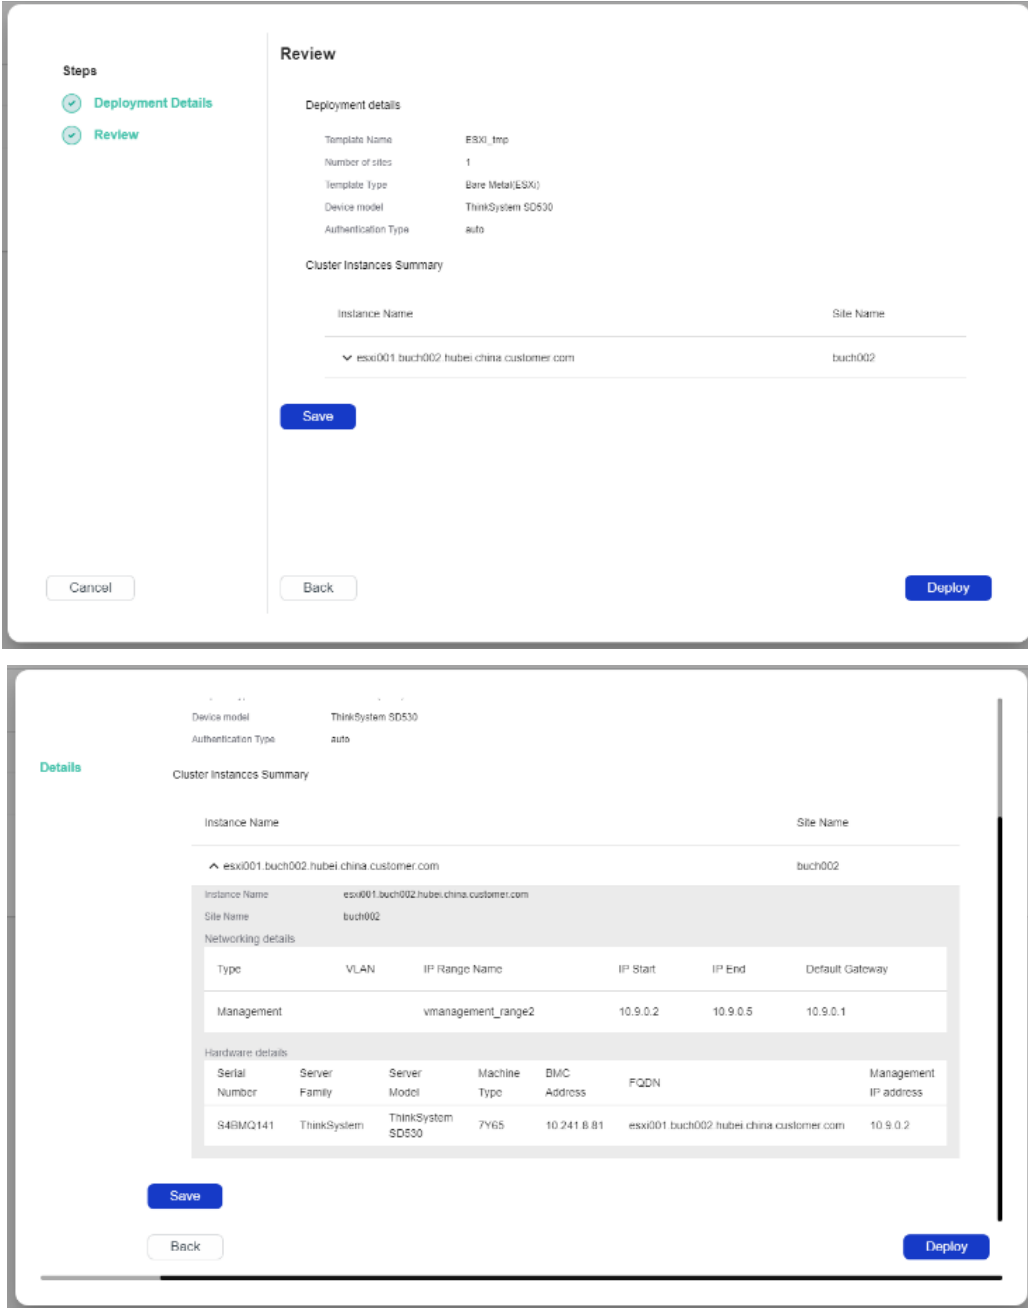 Review
Steps
Deployment Details
Review
Deployment details
Template Name ESXI_tmp
Number of sites 1
Template Type Bare Metal(ESXi)
Device model ThinkSystem SD530
Authentication Type auto
Cluster Instances Summary
Instance Name Site Name
esxi001.buch002.hubei.china.customer.com buch002
Save
Cancel Back Deploy
Device model ThinkSystem SD530
Authentication Type auto
Details
Cluster Instances Summary
Instance Name Site Name
esxi001.buch002.hubei.china.customer.com buch002
Instance Name esxi001.buch002.hubei.china.customer.com
Site Name buch002
Networking details
Type VLAN IP Range Name IP Start IP End Default Gateway
Management vmanagement_range2 10.9.0.2 10.9.0.5 10.9.0.1
Hardware details
Serial Number Server Family Server Model Machine Type BMC Address FQDN Management IP address
S4BMQ141 ThinkSystem ThinkSystem SD530 7Y65 10.241.8.81 esxi001.buch002.hubei.china.customer.com 10.9.0.2
Save
Back Deploy